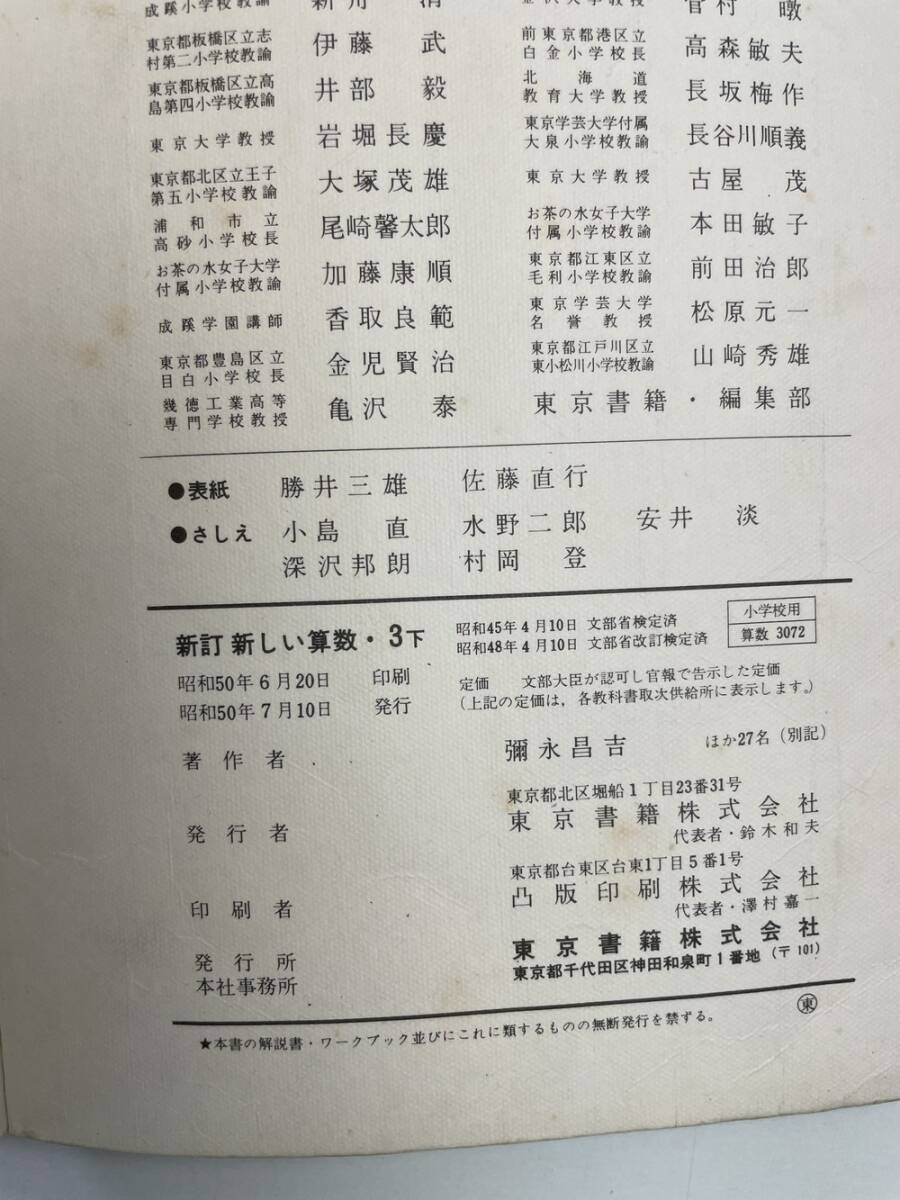 成蹊小学校教諭
東京都板橋区立志村第二小学校教諭 伊藤武
東京都板橋区立高島第四小学校教諭 井部毅
東京大学教授 岩堀長慶
東京都北区立王子第五小学校教諭 大塚茂雄
浦和市立高砂小学校長 尾崎馨太郎
お茶の水女子大学付属小学校教諭 加藤康順
成蹊学園講師 香取良範
東京都豊島区立目白小学校長 金児賢治
幾徳工業高等専門学校教授 亀沢泰
菅村暾
前東京都港区立白金小学校長 高森敏夫
北海道教育大学教授 長坂梅作
東京学芸大学付属大泉小学校教諭 長谷川順義
東京大学教授 古屋茂
お茶の水女子大学付属小学校教諭 本田敏子
東京都江東区立毛利小学校教諭 前田治郎
東京学芸大学名誉教授 松原元一
東京都江戸川区立東小松川小学校教諭 山崎秀雄
東京書籍・編集部
●表紙 勝井三雄 佐藤直行
●さしえ 小島直 水野二郎 安井淡
深沢邦朗 村岡登
新訂 新しい算数・3下
昭和45年4月10日 文部省検定済
昭和48年4月10日 文部省改訂検定済
小学校用
算数 3072
昭和50年6月20日 印刷
昭和50年7月10日 発行
定価 文部大臣が認可し官報で告示した定価
(上記の定価は,各教科書取次供給所に表示します。)
著作者 彌永昌吉 ほか27名(別記)
東京都北区堀船1丁目23番31号
発行者 東京書籍株式会社
代表者・鈴木和夫
東京都台東区台東1丁目5番1号
印刷者 凸版印刷株式会社
代表者・澤村嘉一
発行所 東京書籍株式会社
本社事務所 東京都千代田区神田和泉町1番地(〒101)
東
★本書の解説書・ワークブック並びにこれに類するものの無断発行を禁ずる。